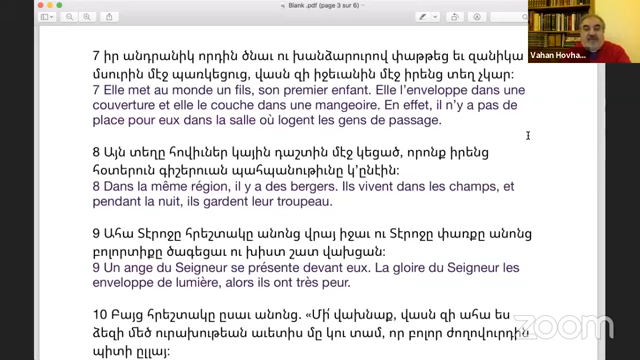 Blank .pdf (page 3 sur 6)
Vahan Hovha...
7 իր անդրանիկ որդին ծնաւ ու խանձարուրով փաթթեց եւ զանիկա
մսուրին մէջ պառկեցուց, վասն զի իջեւանին մէջ իրենց տեղ չկար։
7 Elle met au monde un fils, son premier enfant. Elle l’enveloppe dans une
couverture et elle le couche dans une mangeoire. En effet, il n’y a pas de
place pour eux dans la salle où logent les gens de passage.
8 Այն տեղը հովիւներ կային դաշտին մէջ կեցած, որոնք իրենց
հօտերուն գիշերուան պահպանութիւնը կ’ընէին։
8 Dans la même région, il y a des bergers. Ils vivent dans les champs, et
pendant la nuit, ils gardent leur troupeau.
9 Ահա Տէրոջը հրեշտակը անոնց վրայ իջաւ ու Տէրոջը փառքը անոնց
բոլորտիքը ծագեցաւ ու խիստ շատ վախցան։
9 Un ange du Seigneur se présente devant eux. La gloire du Seigneur les
enveloppe de lumière, alors ils ont très peur.
10 Բայց հրեշտակը ըսաւ անոնց. «Մի՛ վախնաք, վասն զի ահա ես
ձեզի մեծ ուրախութեան աւետիս մը կու տամ, որ բոլոր ժողովուրդին
պիտի ըլլայ։
zoom